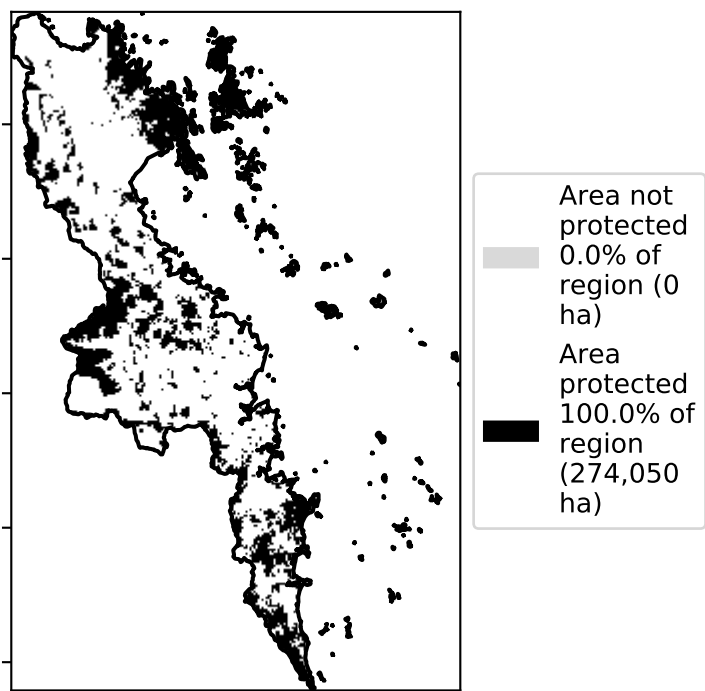 Area not
protected
0.0% of
region (0
ha)
Area
protected
100.0% of
region
(274,050
ha)